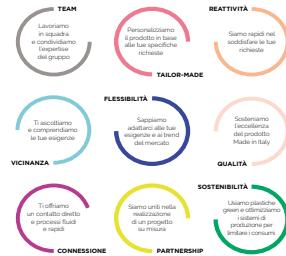 TEAM
Lavoriamo
in squadra
e condividiamo
l'expertise
del gruppo
Personalizziamo
il prodotto in base
alle tue specifiche
richieste
TAILOR-MADE
REATTIVITÀ
Siamo rapidi nel
soddisfare le tue
richieste
Ti ascoltiamo
e comprendiamo
le tue esigenze
VICINANZA
FLESSIBILITÀ
Sappiamo
adattarci alle tue
esigenze e ai trend
del mercato
Sosteniamo
l'eccellenza
del prodotto
Made in Italy
QUALITÀ
Ti offriamo
un contatto diretto
e processi fluidi
e rapidi
CONNESSIONE
Siamo uniti nella
realizzazione
di un progetto
su misura
PARTNERSHIP
SOSTENIBILITÀ
Usiamo plastiche
green e ottimizziamo
i sistemi di
produzione per
limitare i consumi